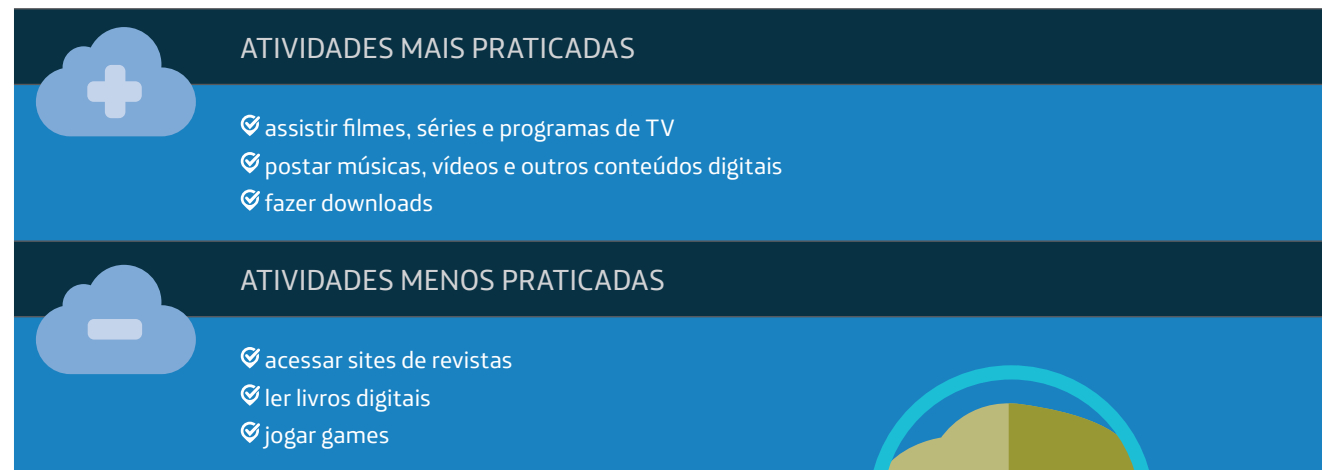 ATIVIDADES MAIS PRATICADAS
assistir filmes, séries e programas de TV
postar músicas, vídeos e outros conteúdos digitais
fazer downloads
ATIVIDADES MENOS PRATICADAS
acessar sites de revistas
ler livros digitais
jogar games